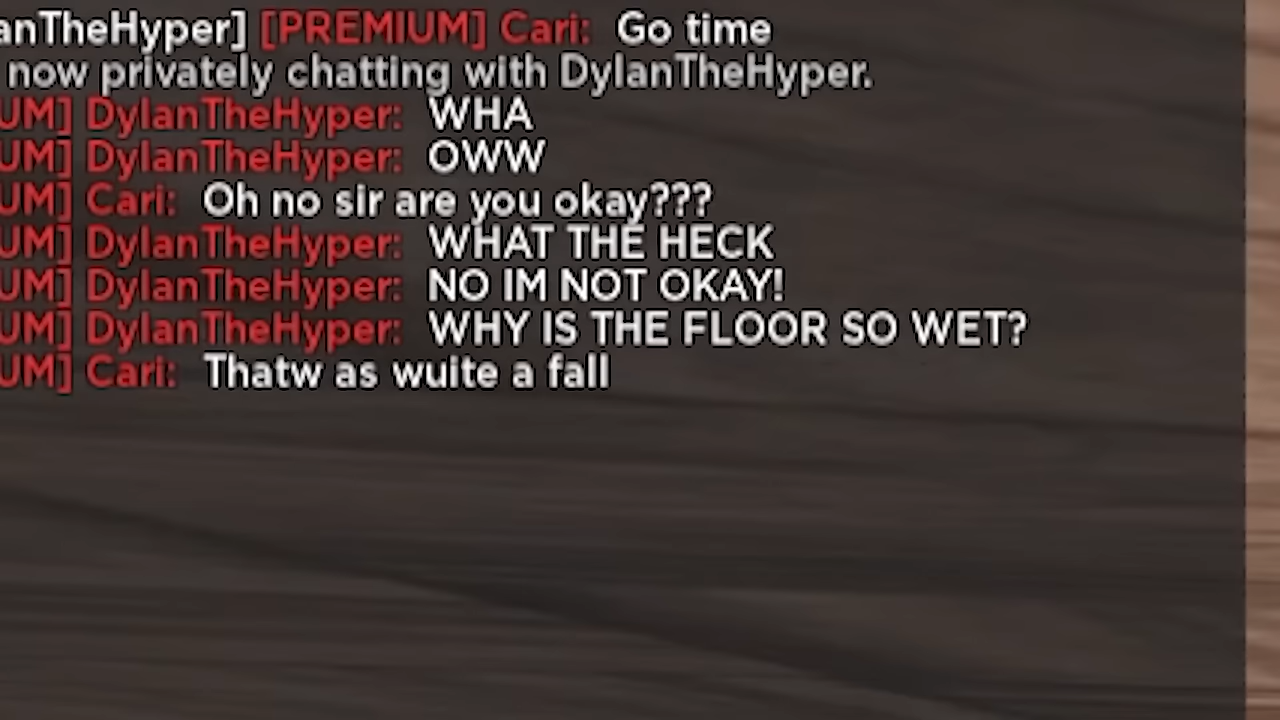 anTheHyper] [PREMIUM] Cari: Go time
now privately chatting with DylanTheHyper.
UM] DylanTheHyper: WHA
UM] DylanTheHyper: OWW
UM] Cari: Oh no sir are you okay???
UM] DylanTheHyper: WHAT THE HECK
UM] DylanTheHyper: NO IM NOT OKAY!
UM] DylanTheHyper: WHY IS THE FLOOR SO WET?
UM] Cari: Thatw as wuite a fall